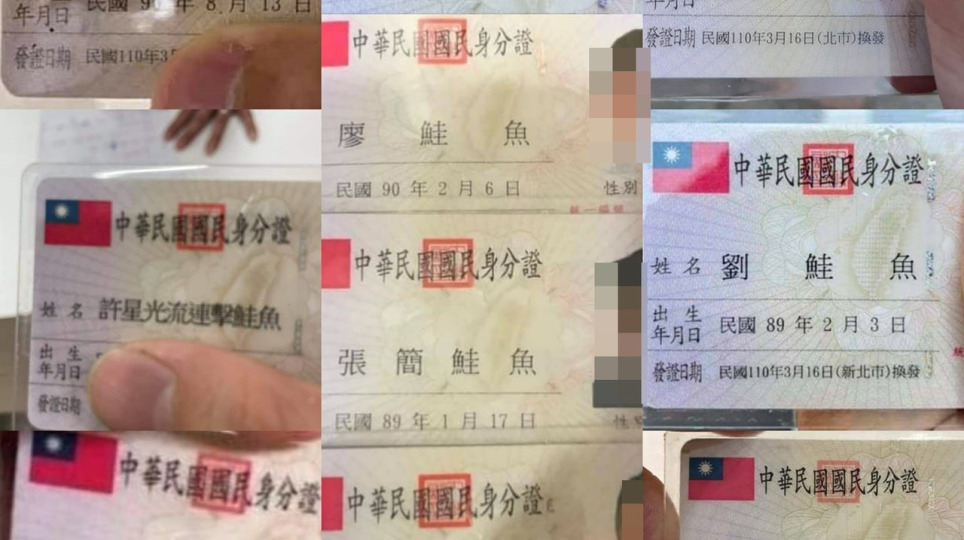 年月日 年 8 月 13 日
發證日期 民國110年3
中華民國國民身分證
廖 鮭 魚
民國 90 年 2 月 6 日 性別
年月日
發證日期 民國110年3月16日(北市)換發
中華民國國民身分證
姓名 許星光流連擊鮭魚
出生
年月日
發證日期
中華民國國民身分證
張 簡 鮭 魚
民國 89 年 1 月 17 日
中華民國國民身分證
姓名 劉 鮭 魚
出生
年月日 民國 89 年 2 月 3 日
發證日期 民國110年3月16日(新北市)換發
中華民國國民身分證
中華民國國民身分證
中華民國國民身分證